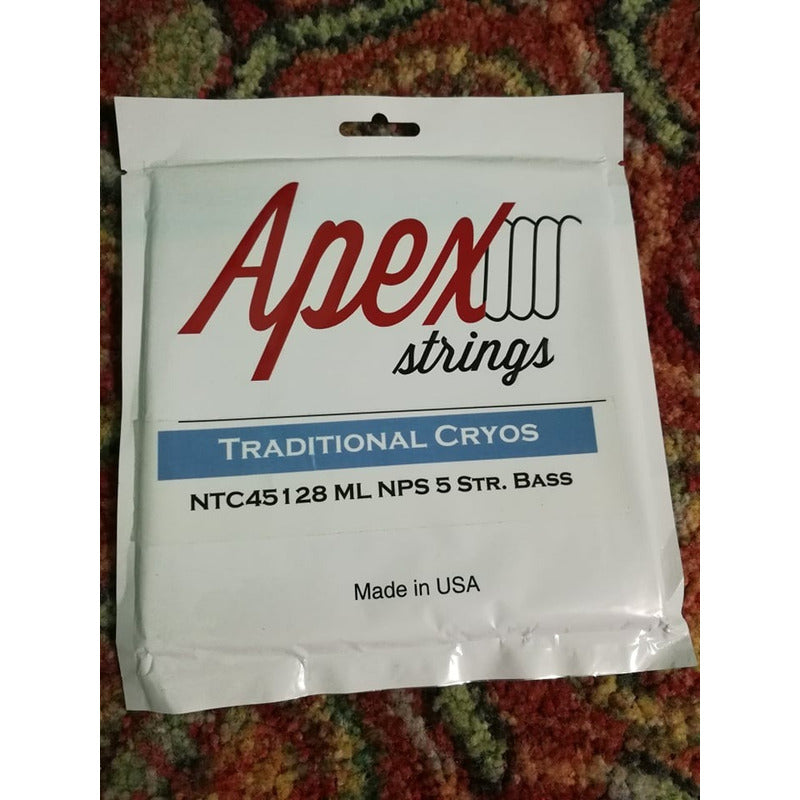 Apex
strings
Traditional Cryos
NTC45128 ML NPS 5 Str. Bass
Made in USA